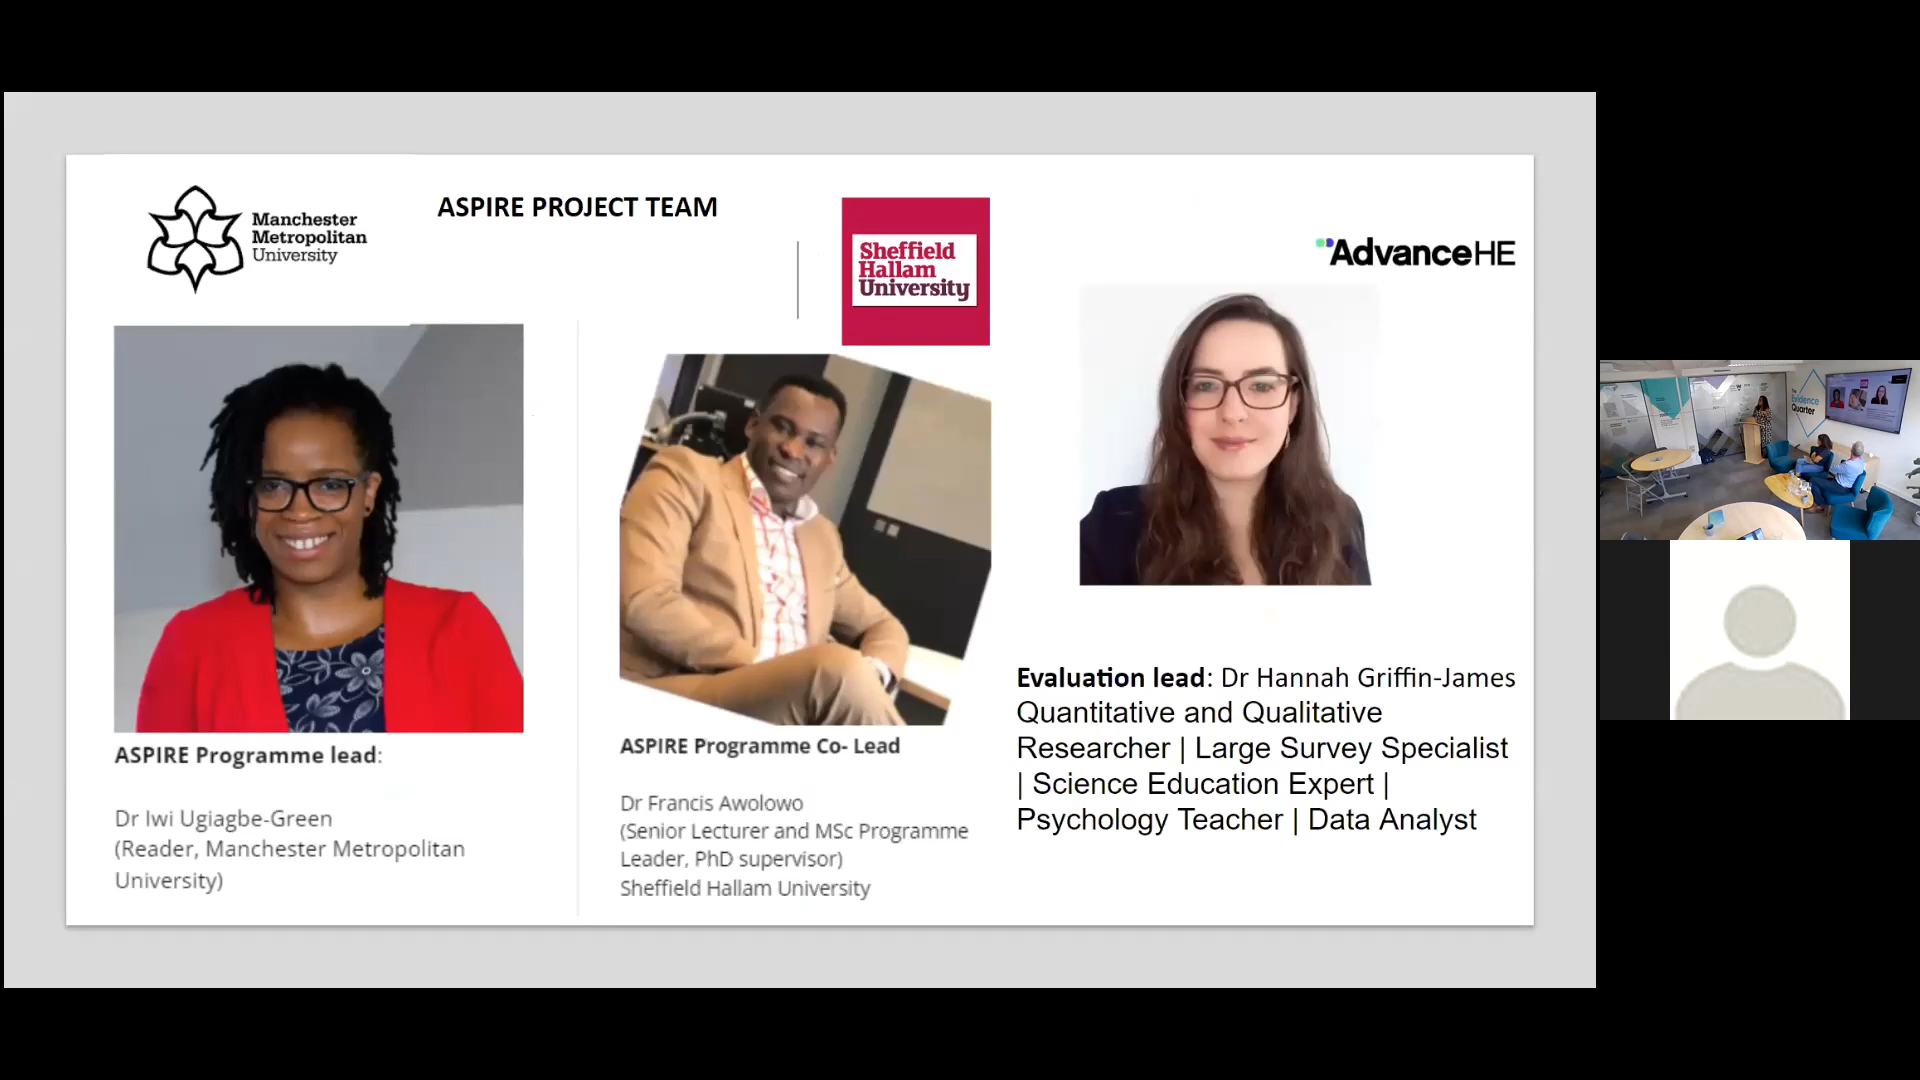 Manchester
Metropolitan
University
ASPIRE PROJECT TEAM
Sheffield
Hallam
University
AdvanceHE
ASPIRE Programme lead:
Dr Iwi Ugiagbe-Green
(Reader, Manchester Metropolitan
University)
ASPIRE Programme Co- Lead
Dr Francis Awolowo
(Senior Lecturer and MSc Programme
Leader, PhD supervisor)
Sheffield Hallam University
Evaluation lead: Dr Hannah Griffin-James
Quantitative and Qualitative
Researcher | Large Survey Specialist
| Science Education Expert |
Psychology Teacher | Data Analyst
The
Evidence
Quarter